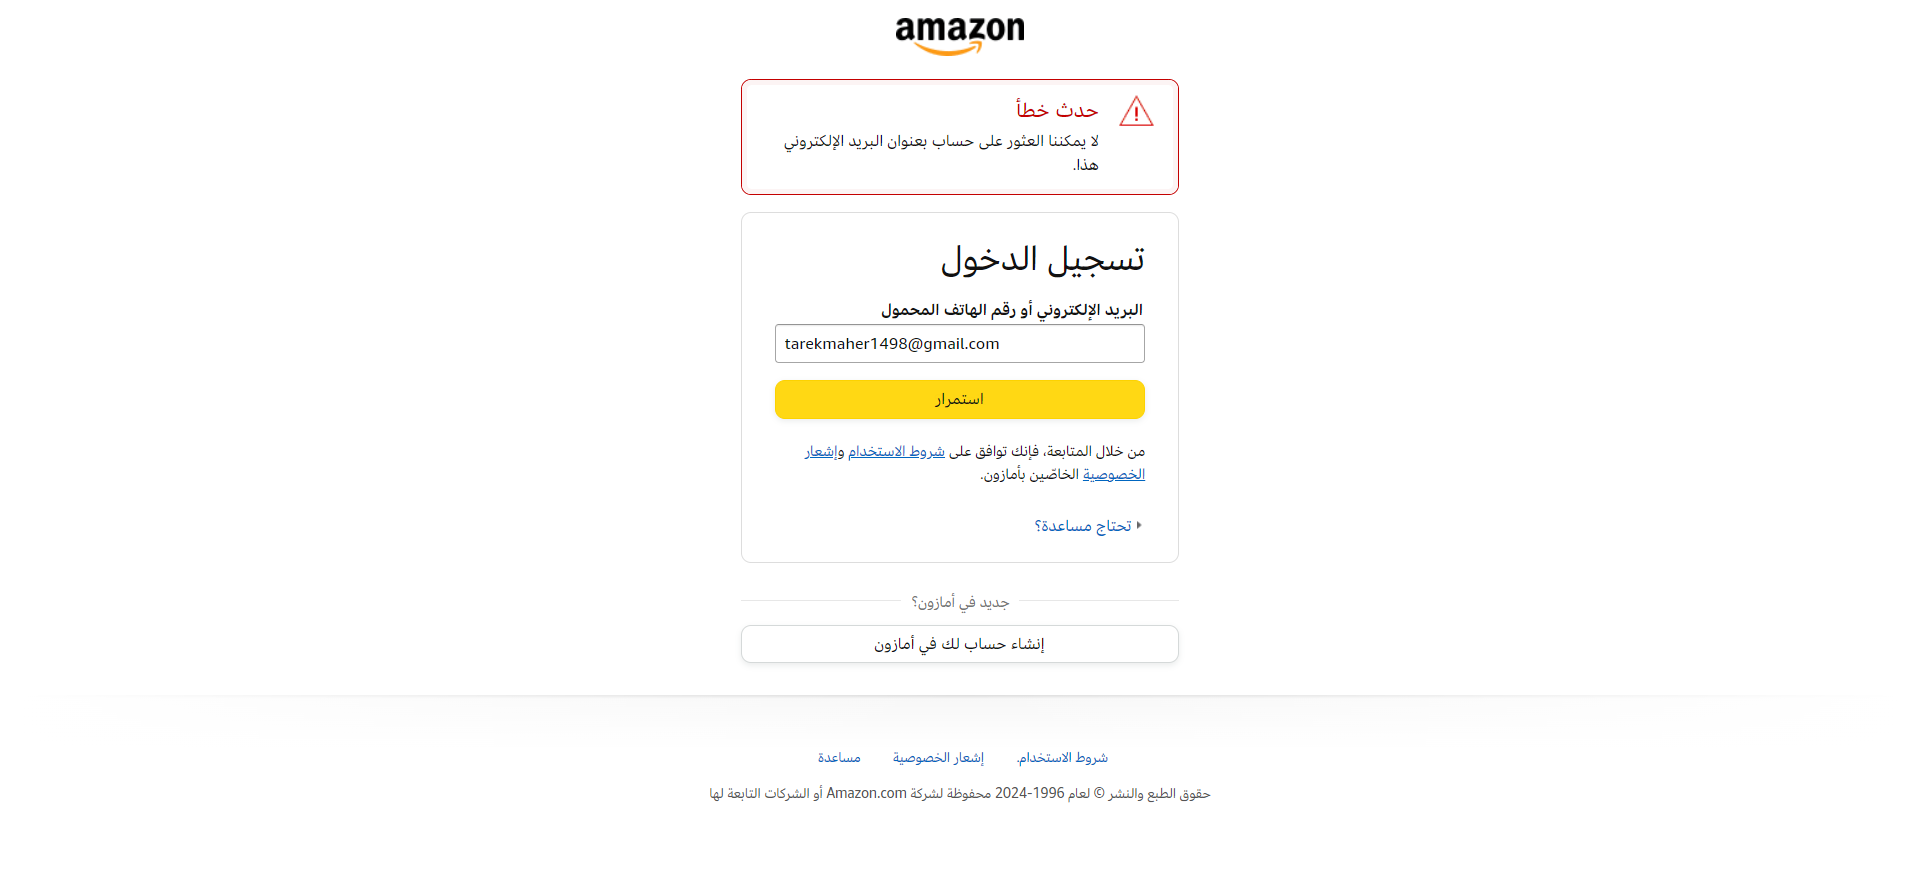 amazon
حدث خطأ
لا يمكننا العثور على حساب بعنوان البريد الإلكتروني
هذا.
تسجيل الدخول
البريد الإلكتروني أو رقم الهاتف المحمول
tarekmaher1498@gmail.com
استمرار
من خلال المتابعة، فإنك توافق على شروط الاستخدام وإشعار
الخصوصية الخاصّين بأمازون.
تحتاج مساعدة؟
جديد في أمازون؟
إنشاء حساب لك في أمازون
شروط الاستخدام. إشعار الخصوصية مساعدة
حقوق الطبع والنشر © لعام 1996-2024 محفوظة لشركة Amazon.com أو الشركات التابعة لها